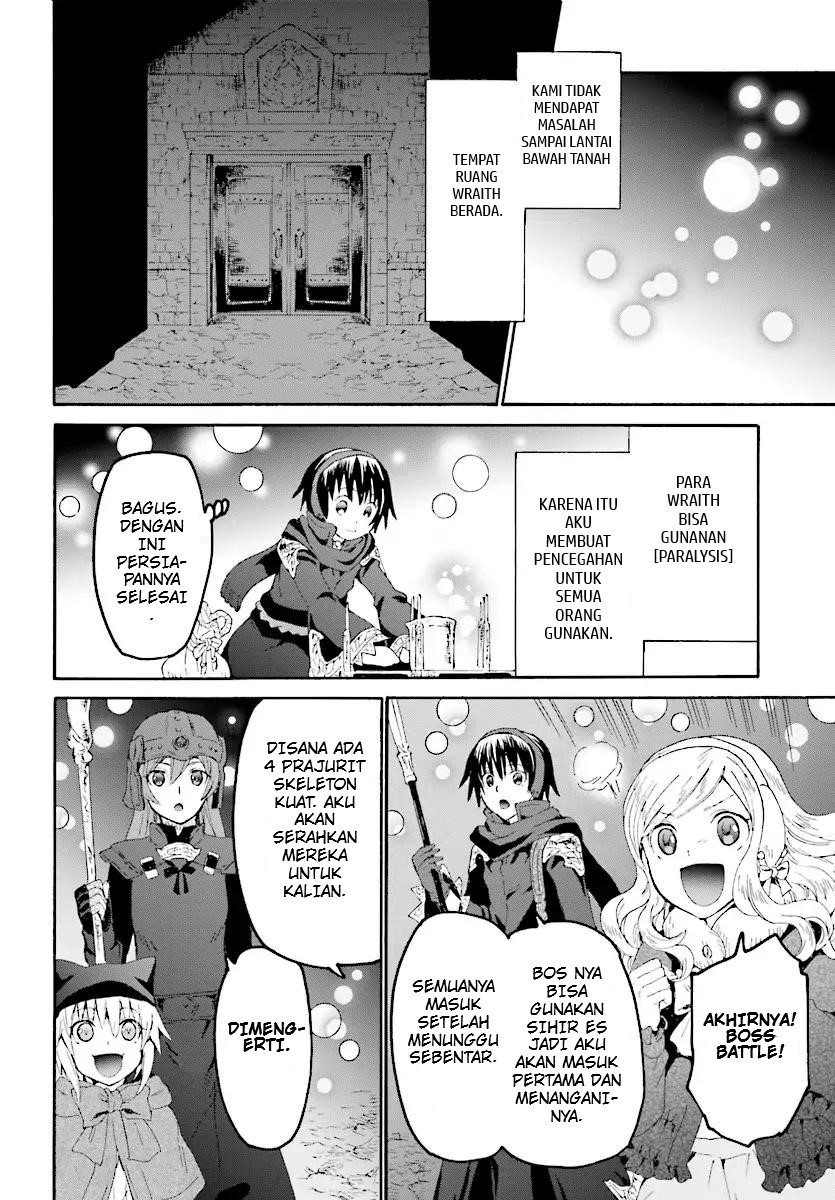 KAMI TIDAK
MENDAPAT
MASALAH
SAMPAI LANTAI
BAWAH TANAH
TEMPAT
RUANG
WRAITH
BERADA.
PARA
WRAITH
BISA
GUNANAN
[PARALYSIS]
KARENA ITU
AKU
MEMBUAT
PENCEGAHAN
UNTUK
SEMUA
ORANG
GUNAKAN.
BAGUS.
DENGAN
INI
PERSIA-
PANNYA
SELESAI
.
AKHIRNYA!
BOSS
BATTLE!
BOS NYA
BISA
GUNAKAN
SIHIR ES
JADI AKU
AKAN MASUK
PERTAMA DAN
MENANGANI-
NYA.
SEMUANYA
MASUK
SETELAH
MENUNGGU
SEBENTAR.
DISANA ADA
4 PRAJURIT
SKELETON
KUAT. AKU
AKAN
SERAHKAN
MEREKA
UNTUK
KALIAN.
DIMENG-
ERTI.